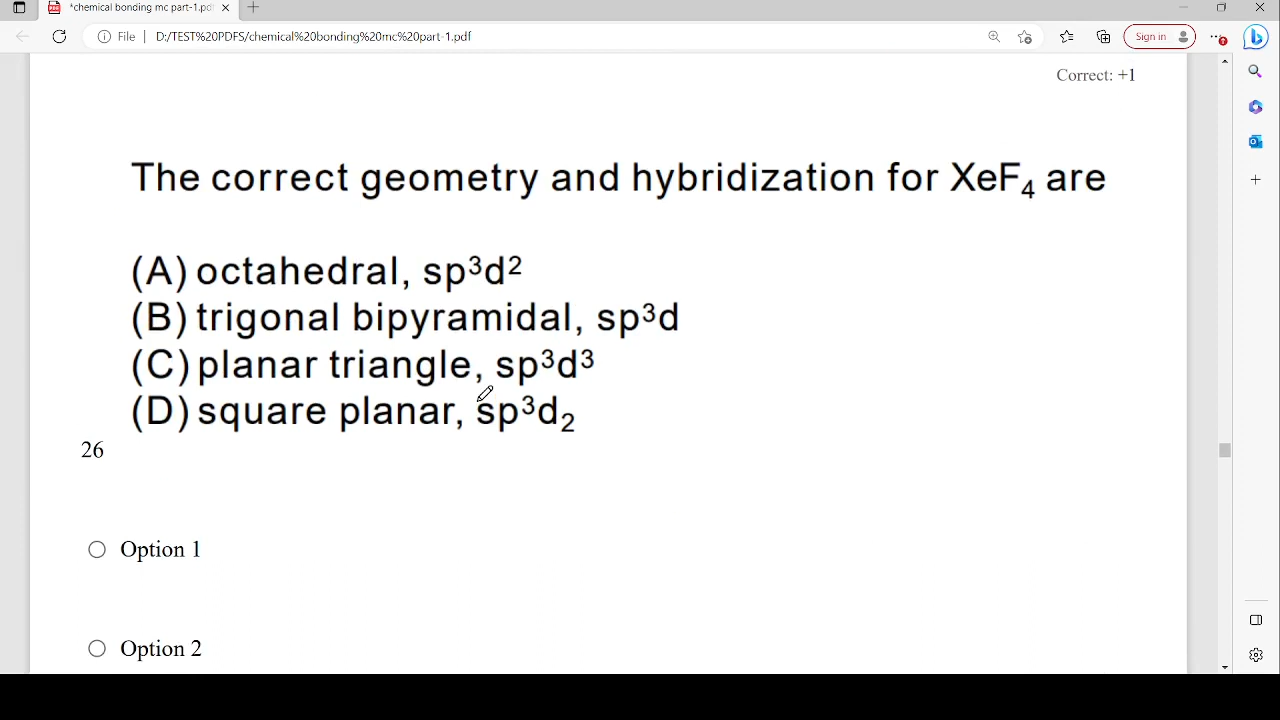 *chemical bonding mc part-1.pd
File | D:/TEST%20PDFS/chemical%20bonding%20mc%20part-1.pdf
Sign in
Correct: +1
The correct geometry and hybridization for XeF₄ are
(A) octahedral, sp³d²
(B) trigonal bipyramidal, sp³d
(C) planar triangle, sp³d³
(D) square planar, sp³d₂
26
Option 1
Option 2